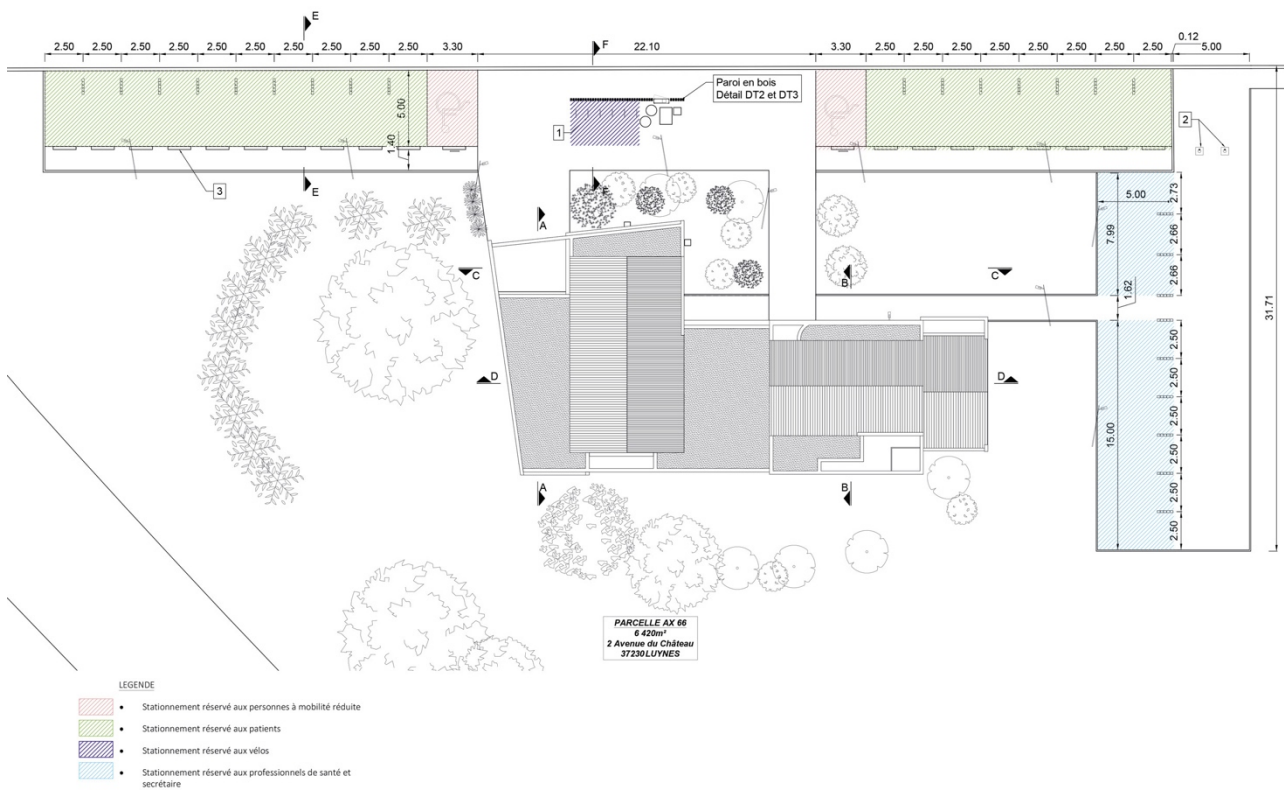 E
2.50 2.50 2.50 2.50 2.50 2.50 2.50 2.50 2.50 2.50 3.30 F 22.10 3.30 2.50 2.50 2.50 2.50 2.50 2.50 2.50 2.50 0.12 5.00
Paroi en bois
Détail DT2 et DT3
5.00
1
2
1.40
3
E
F
A
5.00
2.73
7.99
2.66
C
B
C
2.66
1.62
31.71
D
D
2.50
2.50
2.50
15.00
2.50
2.50
2.50
A
B
PARCELLE AX 66
6 420m²
2 Avenue du Château
37230LUYNES
LEGENDE
• Stationnement réservé aux personnes à mobilité réduite
• Stationnement réservé aux patients
• Stationnement réservé aux vélos
• Stationnement réservé aux professionnels de santé et
secrétaire